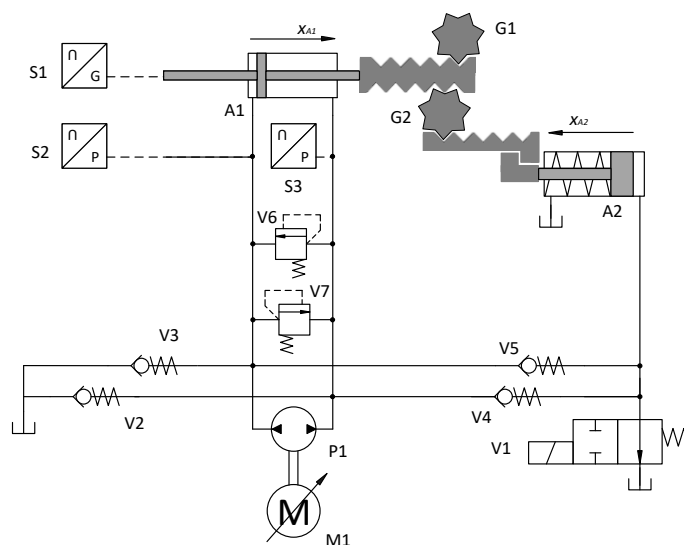 x_A1
G1
S1
∩
G
A1
G2
S2
∩
P
∩
P
S3
x_A2
A2
V6
V7
V3
V5
V2
V4
V1
P1
M
M1